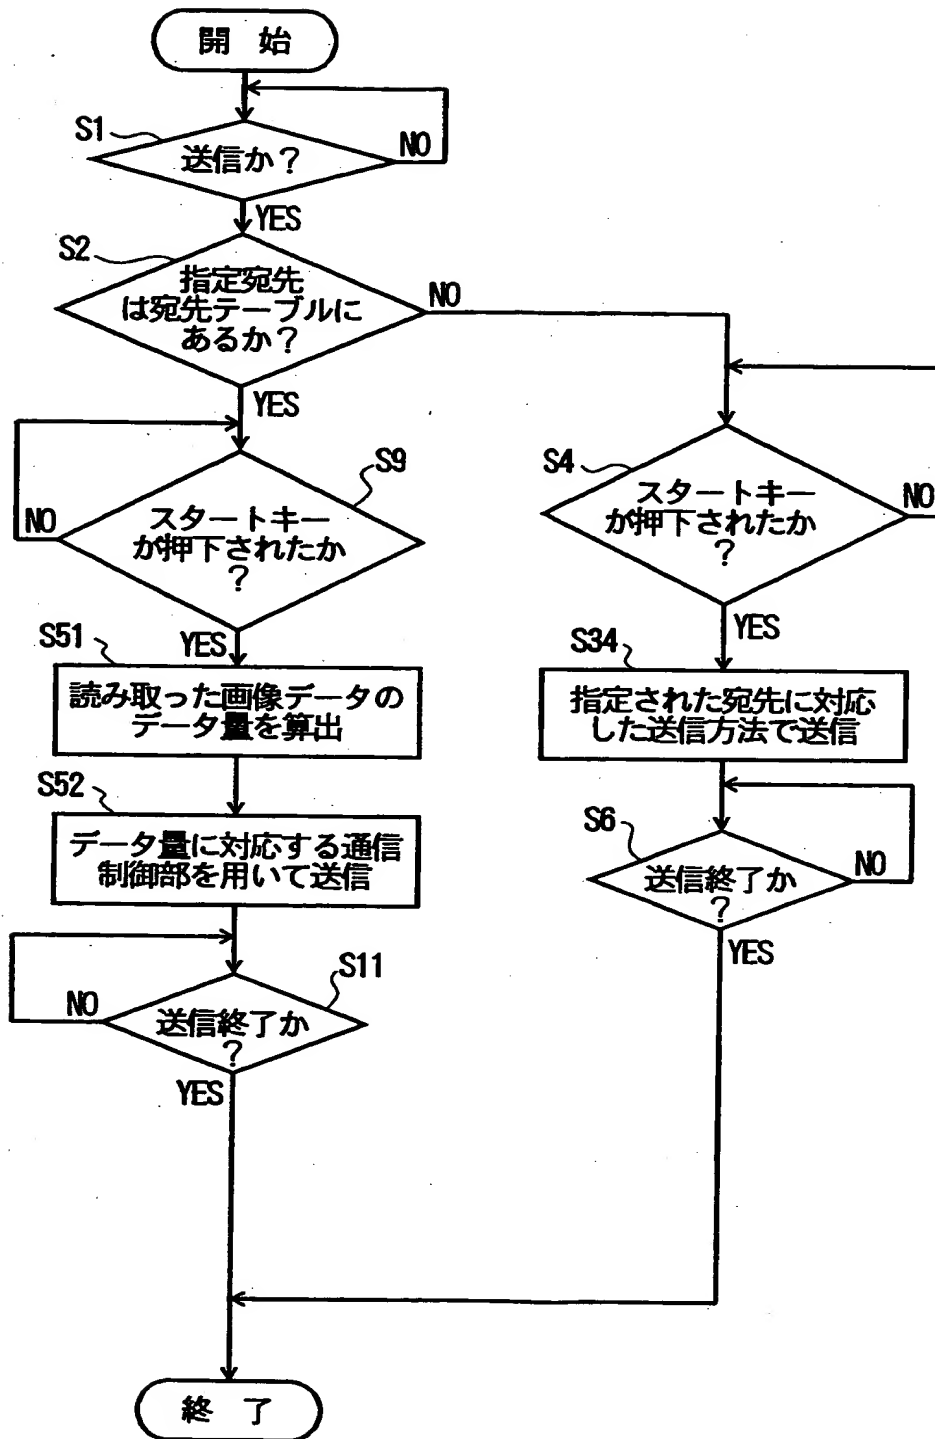 開始
S1
送信か?
NO
YES
S2
指定宛先
は宛先テーブルに
あるか?
NO
YES
S9
スタートキー
が押下されたか
?
NO
YES
S51
読み取った画像データの
データ量を算出
S52
データ量に対応する通信
制御部を用いて送信
S11
送信終了か
?
NO
YES
S4
スタートキー
が押下されたか
?
NO
YES
S34
指定された宛先に対応
した送信方法で送信
S6
送信終了か
?
NO
YES
終了